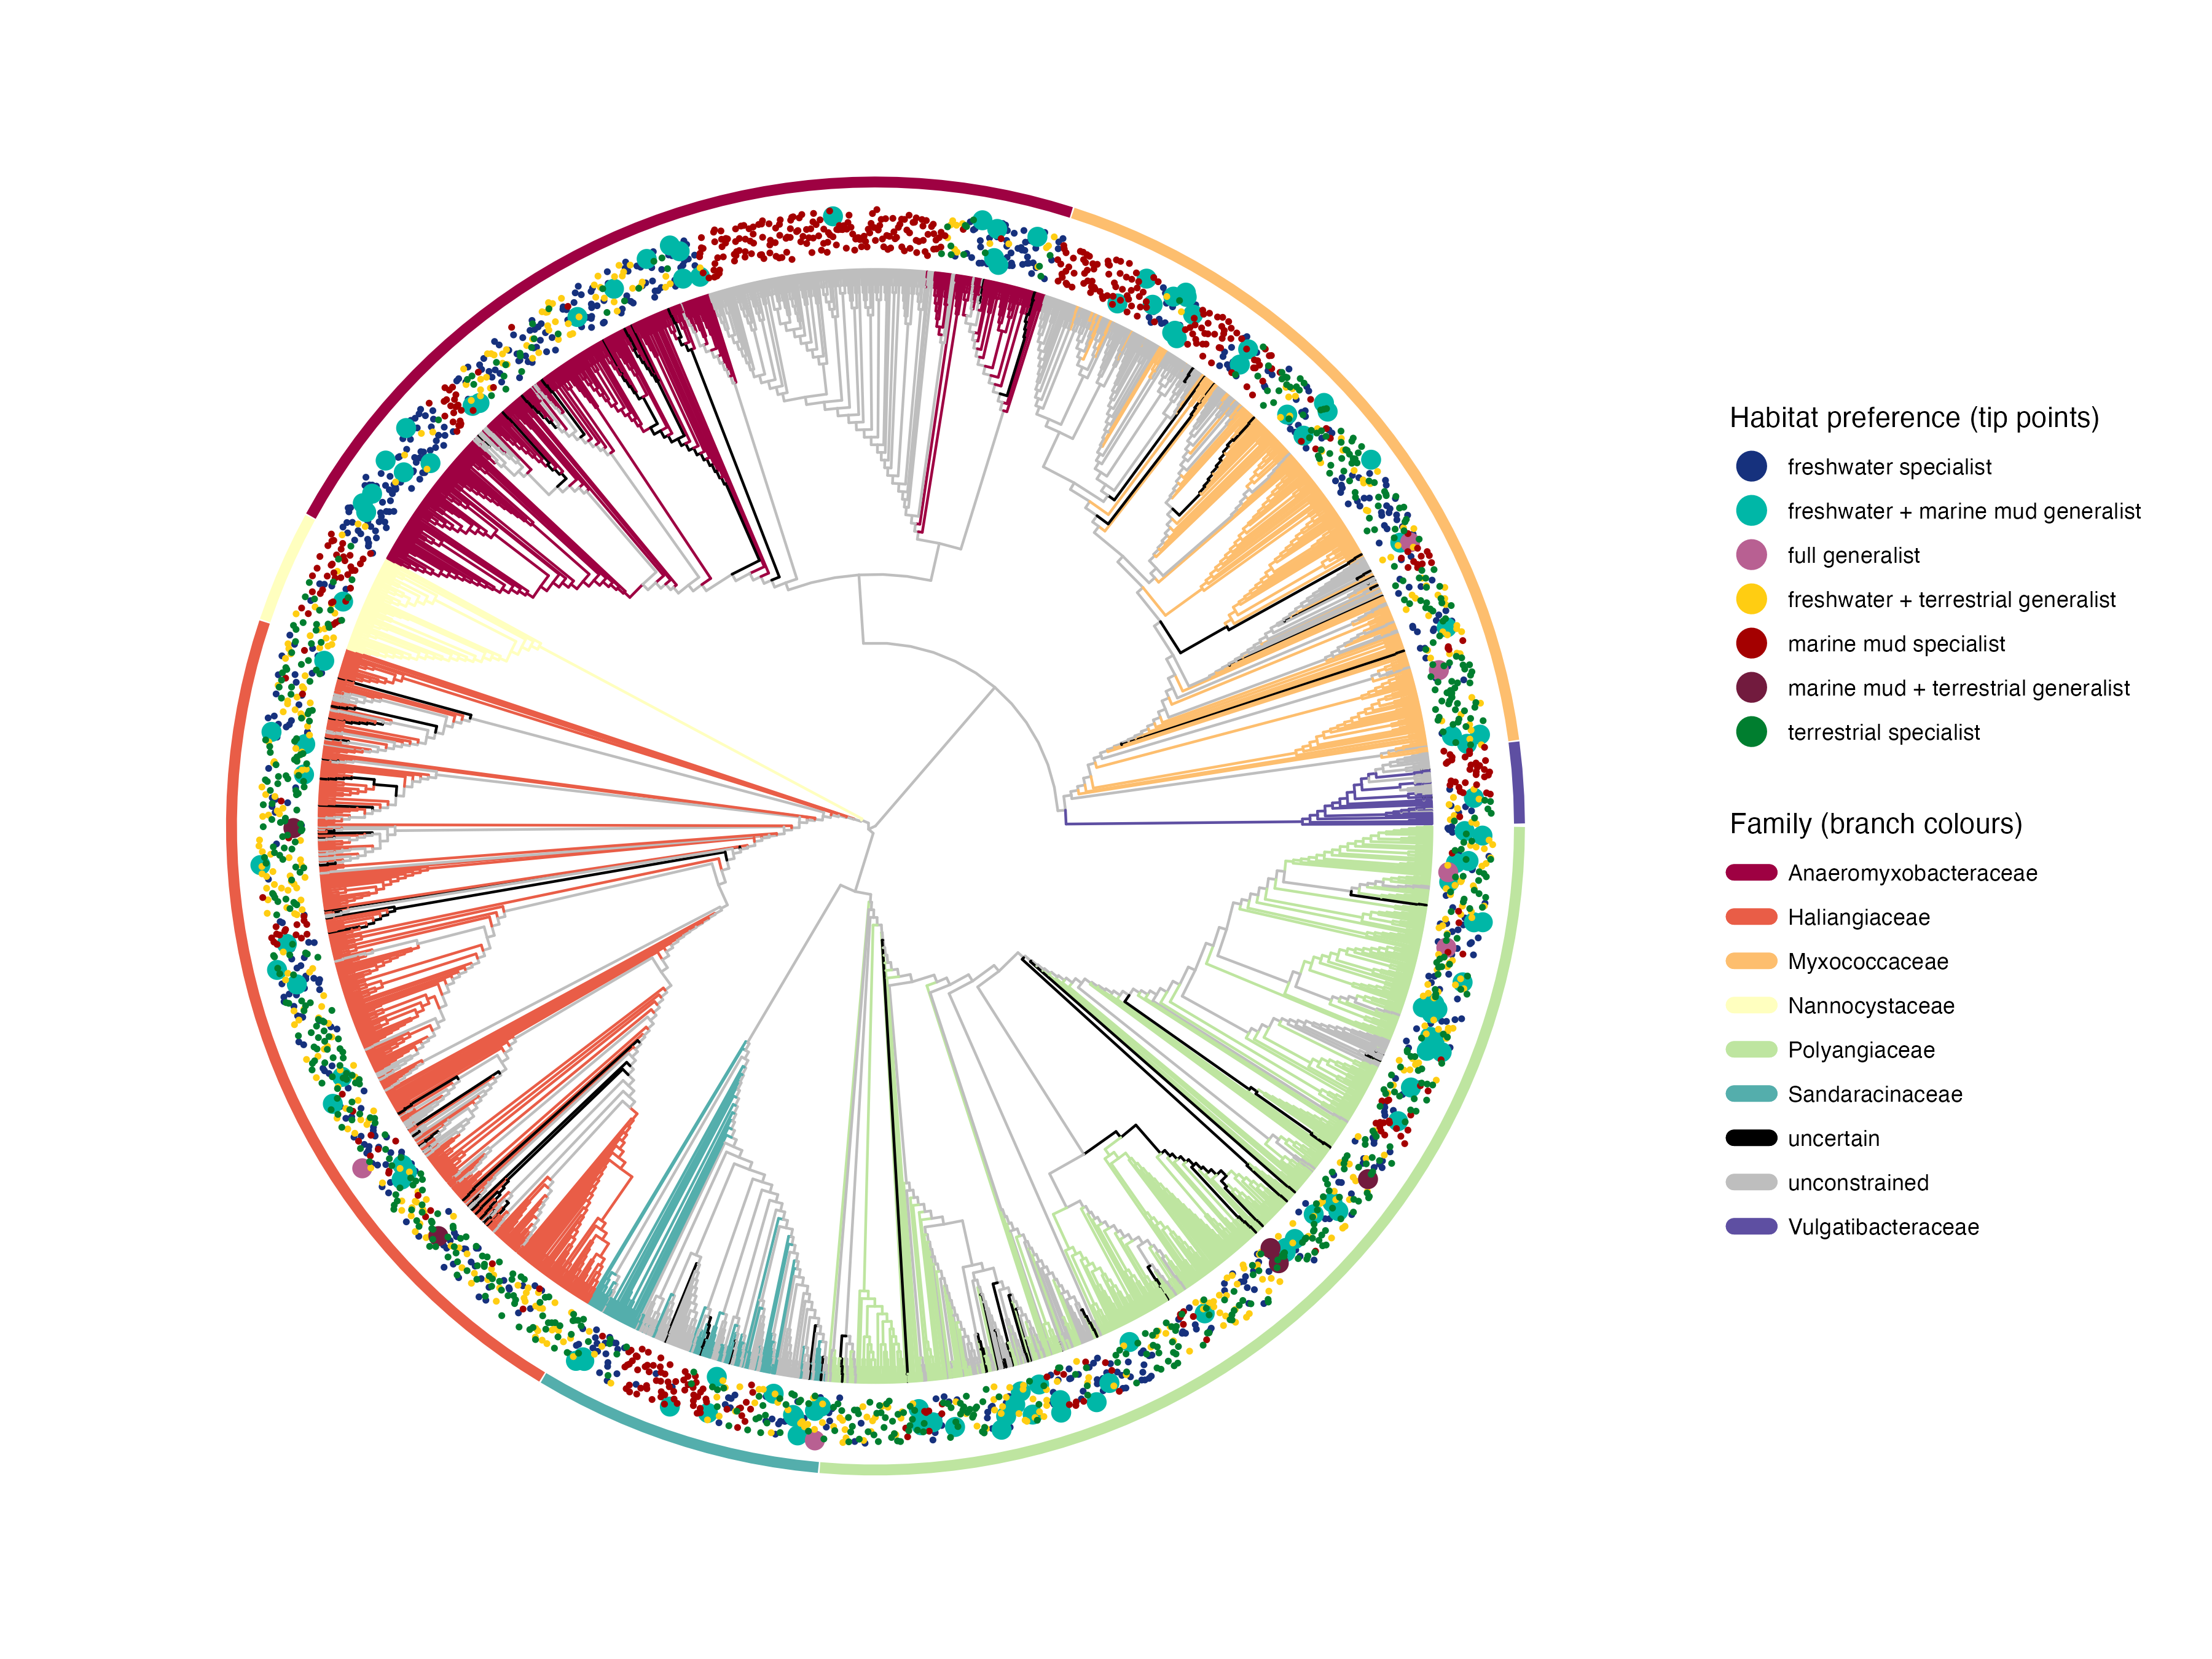 Habitat preference (tip points)
freshwater specialist
freshwater + marine mud generalist
full generalist
freshwater + terrestrial generalist
marine mud specialist
marine mud + terrestrial generalist
terrestrial specialist
Family (branch colours)
Anaeromyxobacteraceae
Haliangiaceae
Myxococcaceae
Nannocystaceae
Polyangiaceae
Sandaracinaceae
uncertain
unconstrained
Vulgatibacteraceae